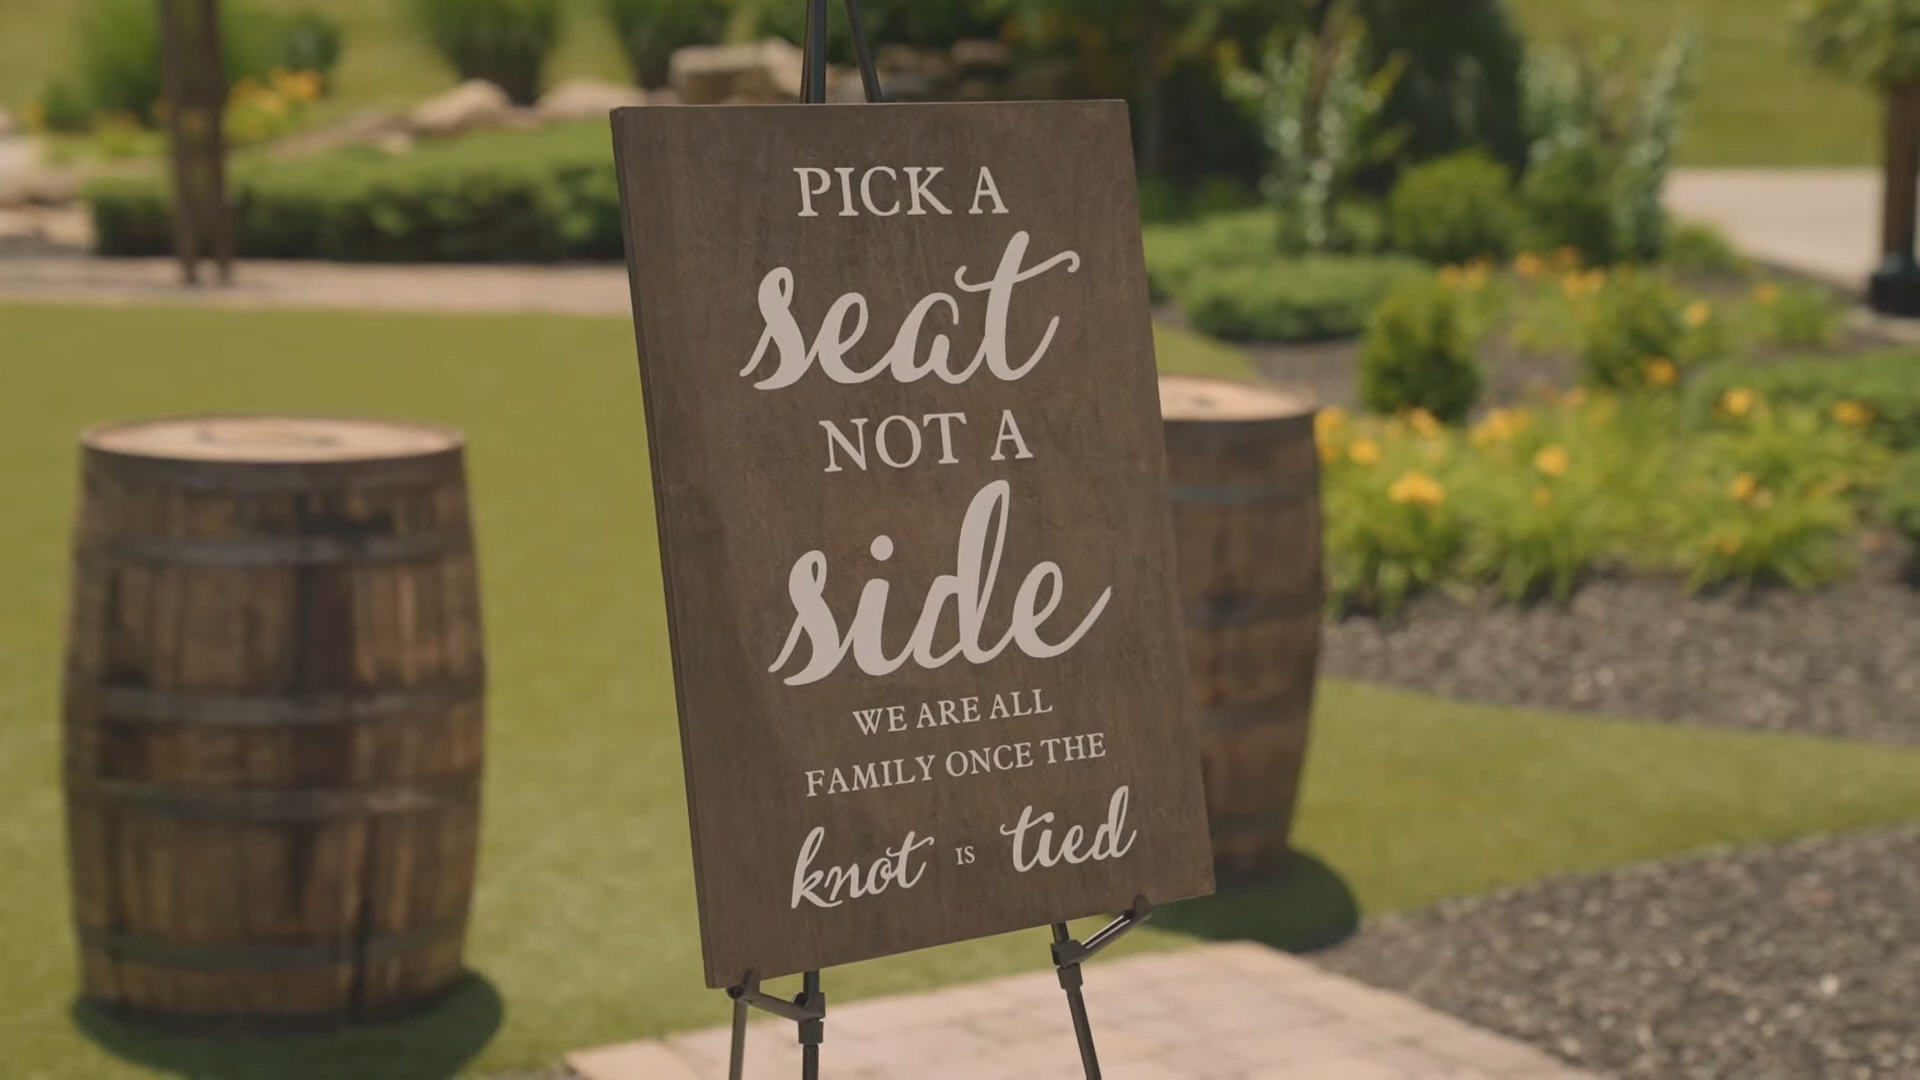 PICK A
seat
NOT A
side
WE ARE ALL
FAMILY ONCE THE
knot IS tied